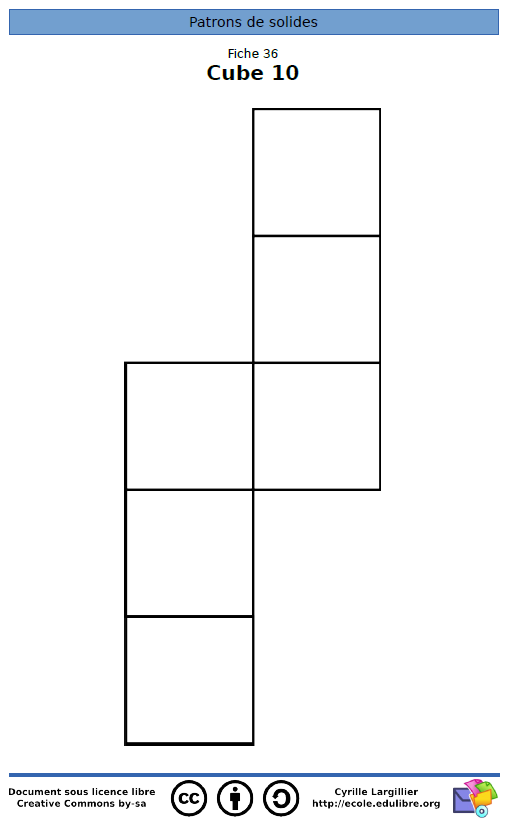 Patrons de solides
Fiche 36
Cube 10
Document sous licence libre
Creative Commons by-sa
cc
Cyrille Largillier
http://ecole.edulibre.org